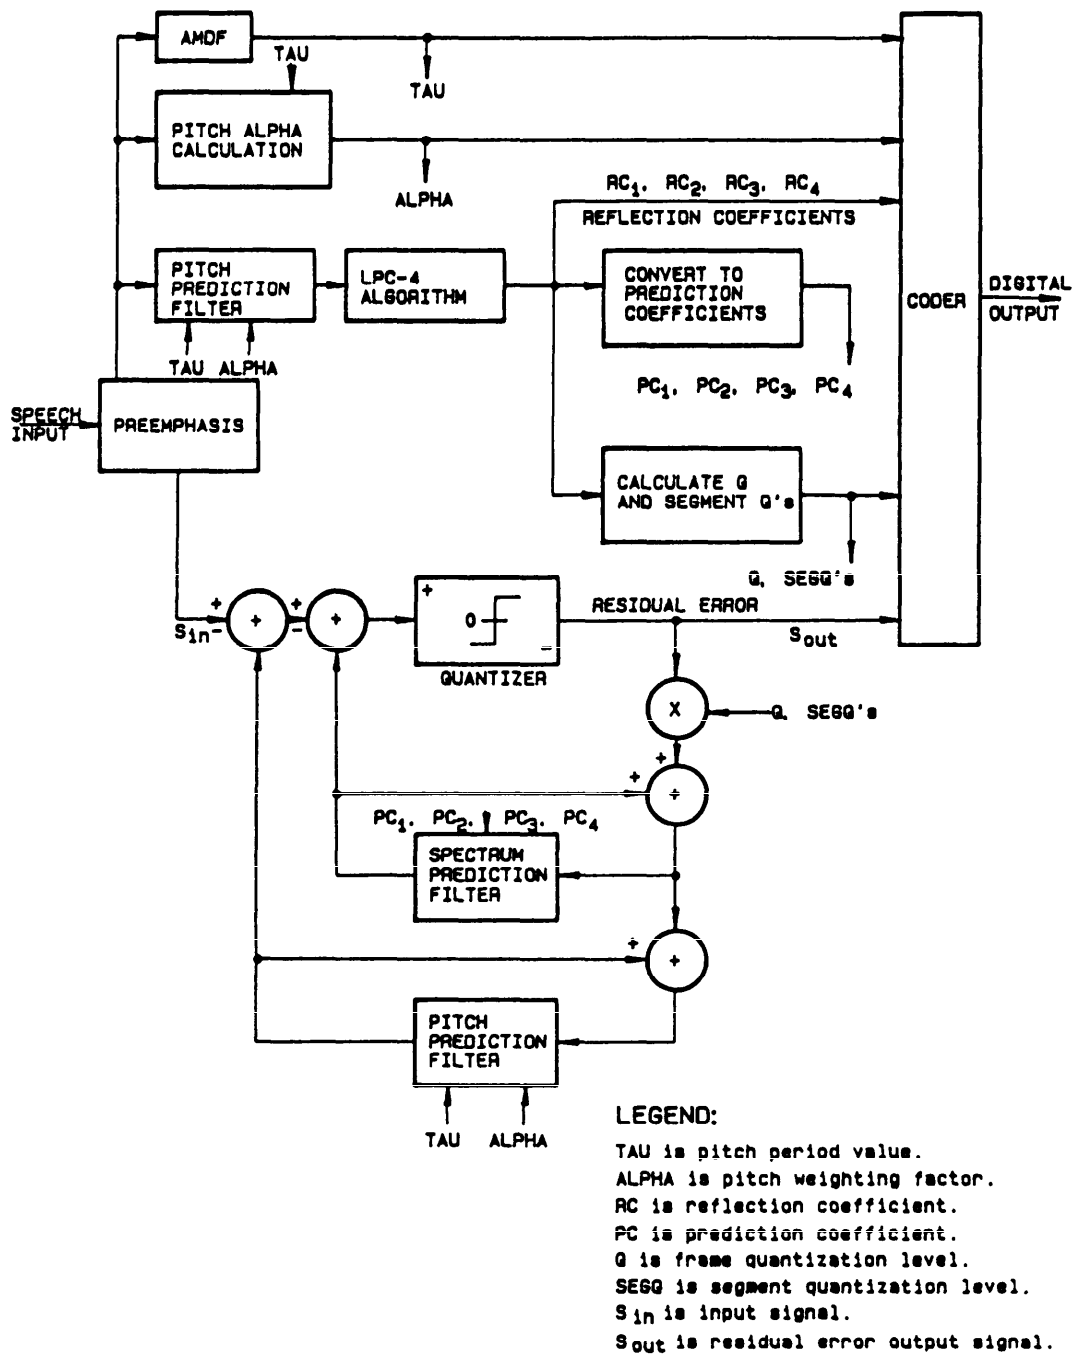 AMDF
TAU
TAU
PITCH ALPHA
CALCULATION
ALPHA
RC1, RC2, RC3, RC4
REFLECTION COEFFICIENTS
PITCH
PREDICTION
FILTER
LPC-4
ALGORITHM
CONVERT TO
PREDICTION
COEFFICIENTS
CODER
DIGITAL
OUTPUT
TAU ALPHA
PC1, PC2, PC3, PC4
SPEECH
INPUT
PREEMPHASIS
CALCULATE Q
AND SEGMENT Q's
Q, SEGQ's
+
+
-
+
-
+
Sin
+
0
-
QUANTIZER
RESIDUAL ERROR
Sout
X
Q, SEGQ's
+
+
+
PC1, PC2, PC3, PC4
SPECTRUM
PREDICTION
FILTER
+
+
PITCH
PREDICTION
FILTER
TAU ALPHA
LEGEND:
TAU is pitch period value.
ALPHA is pitch weighting factor.
RC is reflection coefficient.
PC is prediction coefficient.
Q is frame quantization level.
SEGQ is segment quantization level.
Sin is input signal.
Sout is residual error output signal.